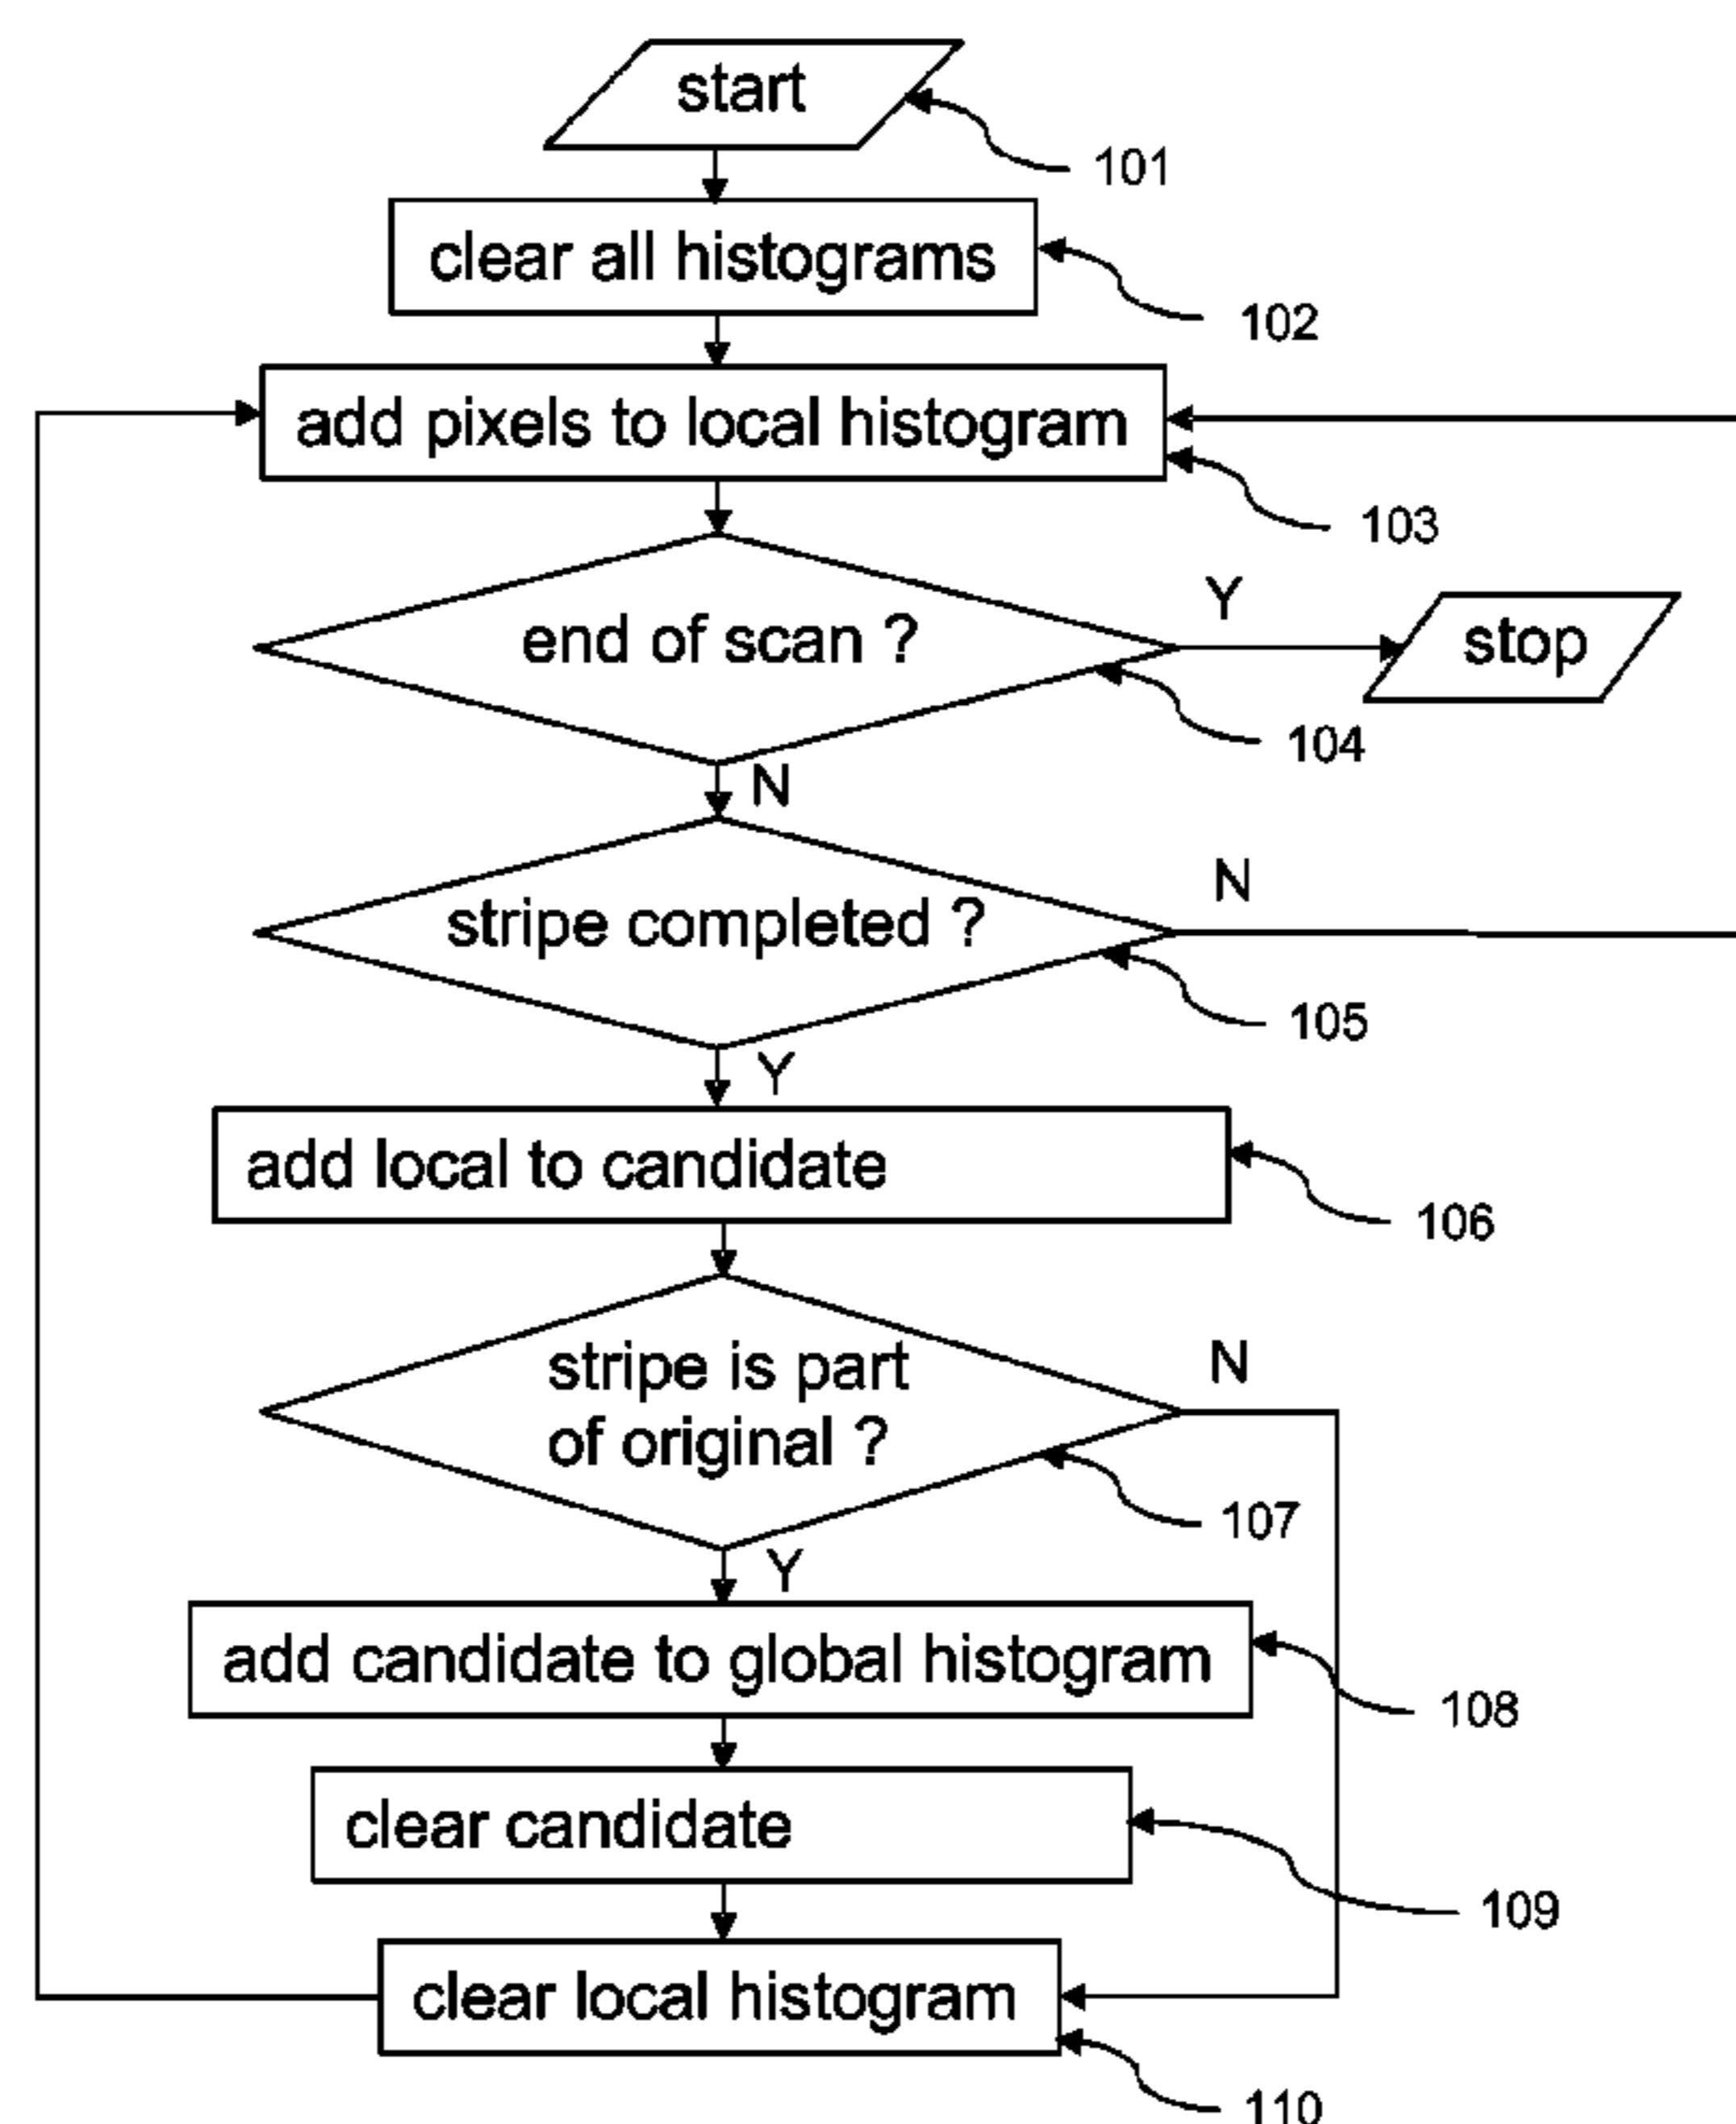 start
101
clear all histograms
102
add pixels to local histogram
103
end of scan ?
Y
stop
104
N
stripe completed ?
N
105
Y
add local to candidate
106
stripe is part
of original ?
N
107
Y
add candidate to global histogram
108
clear candidate
109
clear local histogram
110